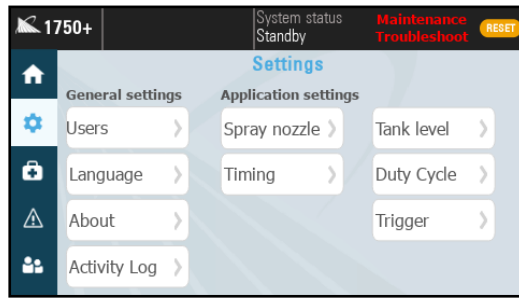 1750+
System status
Standby
Maintenance
Troubleshoot
RESET
Settings
General settings
Application settings
Users
Spray nozzle
Tank level
Language
Timing
Duty Cycle
About
Trigger
Activity Log